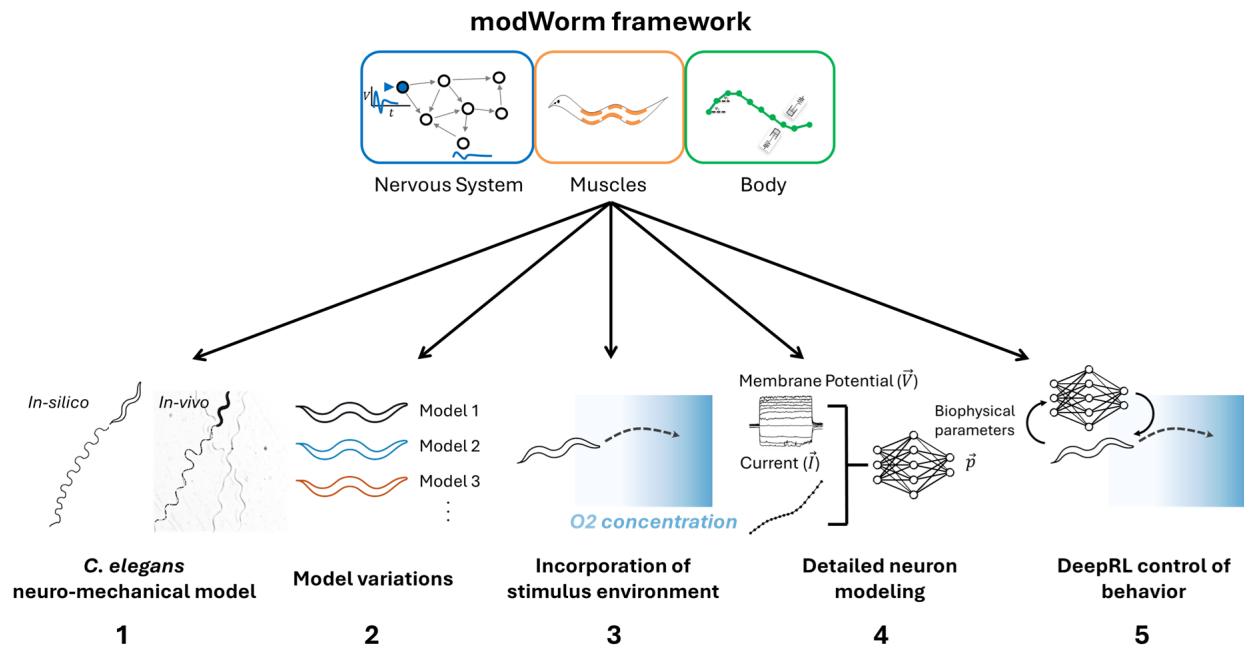 modWorm framework
V
t
Nervous System
Muscles
Body
In-silico
In-vivo
Model 1
Model 2
Model 3
O2 concentration
Membrane Potential (V⃗)
Current (I⃗)
p⃗
Biophysical
parameters
C. elegans
neuro-mechanical model
Model variations
Incorporation of
stimulus environment
Detailed neuron
modeling
DeepRL control of
behavior
1
2
3
4
5